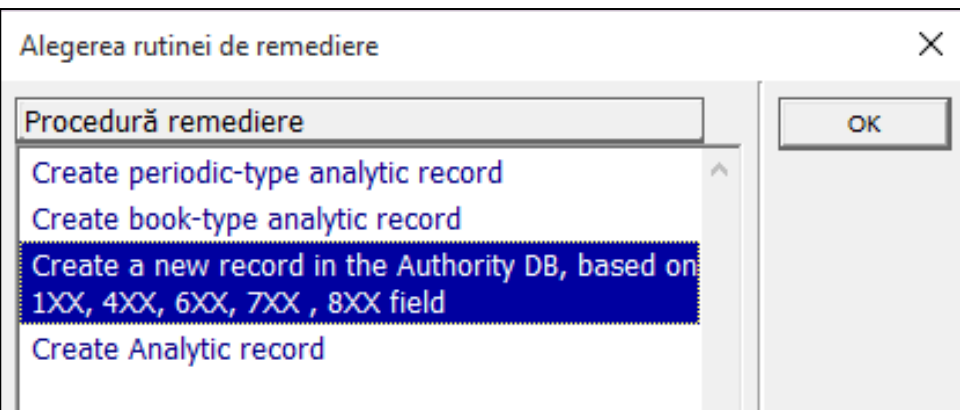 Alegerea rutinei de remediere
Procedură remediere
OK
Create periodic-type analytic record
Create book-type analytic record
Create a new record in the Authority DB, based on
1XX, 4XX, 6XX, 7XX , 8XX field
Create Analytic record